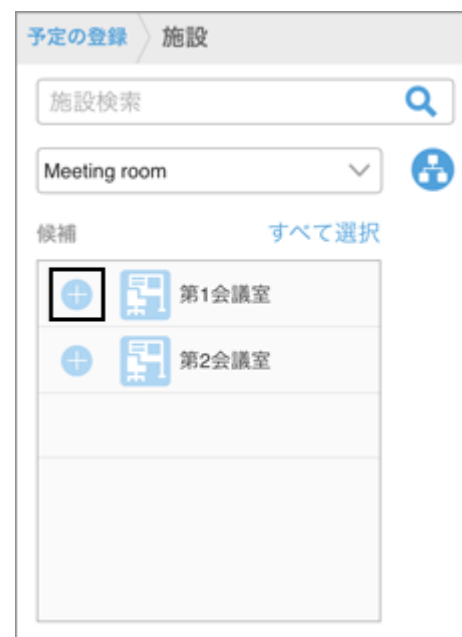 予定の登録 施設
施設検索
Meeting room
候補 すべて選択
第1会議室
第2会議室